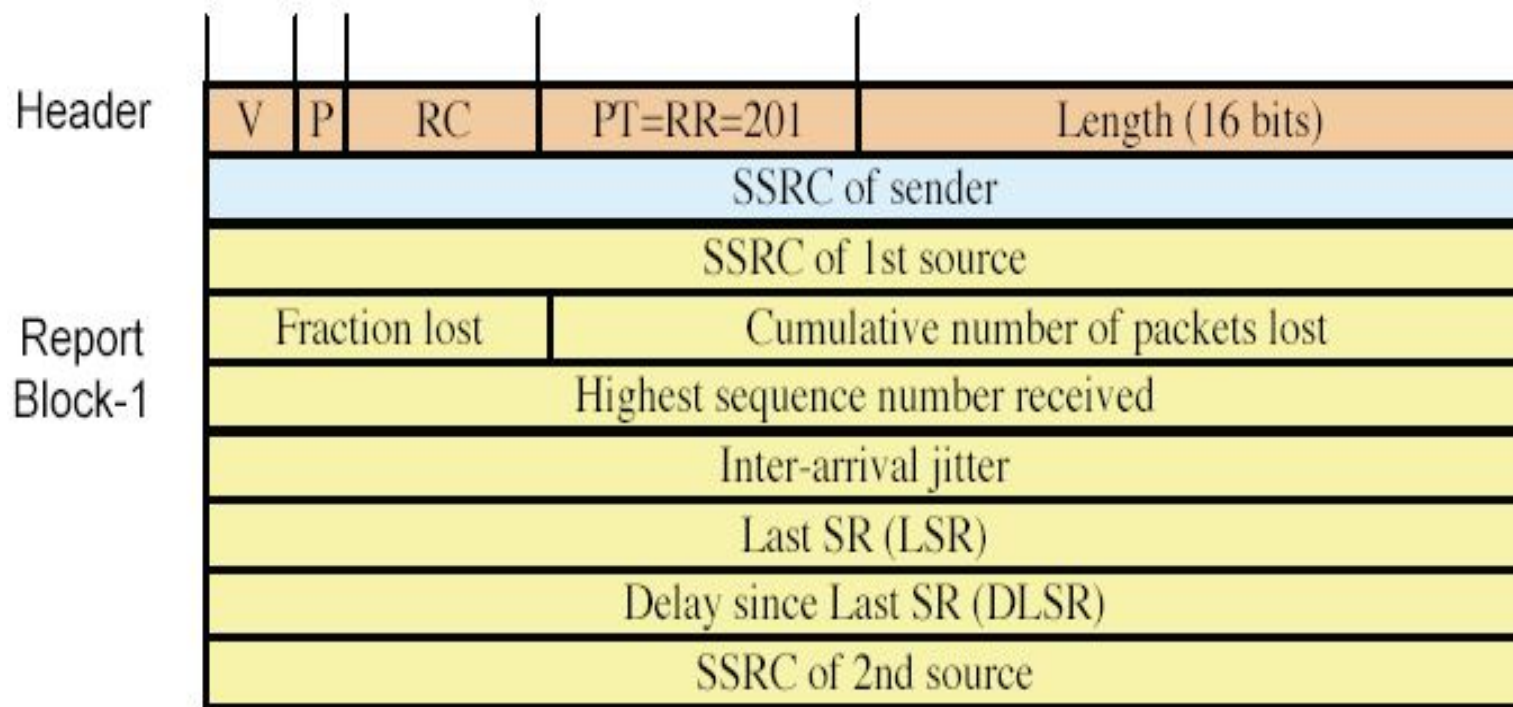 Header V P RC PT=RR=201 Length (16 bits)
SSRC of sender
SSRC of 1st source
Report
Block-1
Fraction lost Cumulative number of packets lost
Highest sequence number received
Inter-arrival jitter
Last SR (LSR)
Delay since Last SR (DLSR)
SSRC of 2nd source